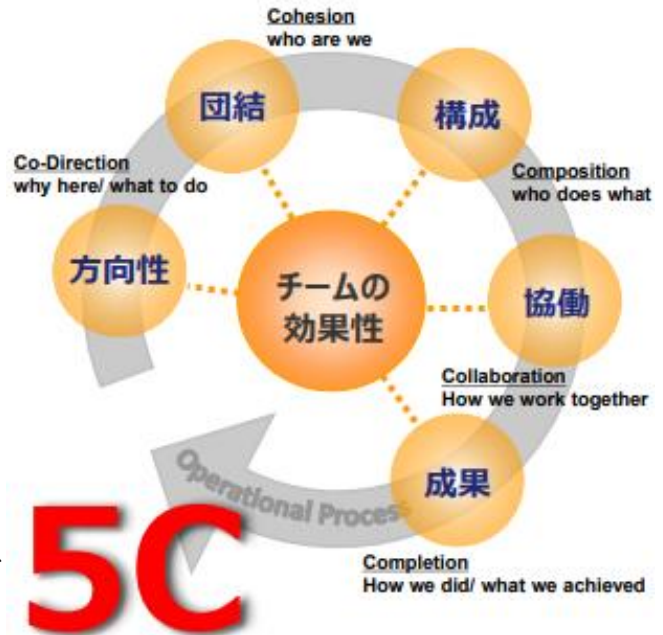 Cohesion
who are we
団結
構成
Co-Direction
why here/ what to do
Composition
who does what
方向性
チームの
効果性
協働
Collaboration
How we work together
成果
Operational Process
5C
Completion
How we did/ what we achieved